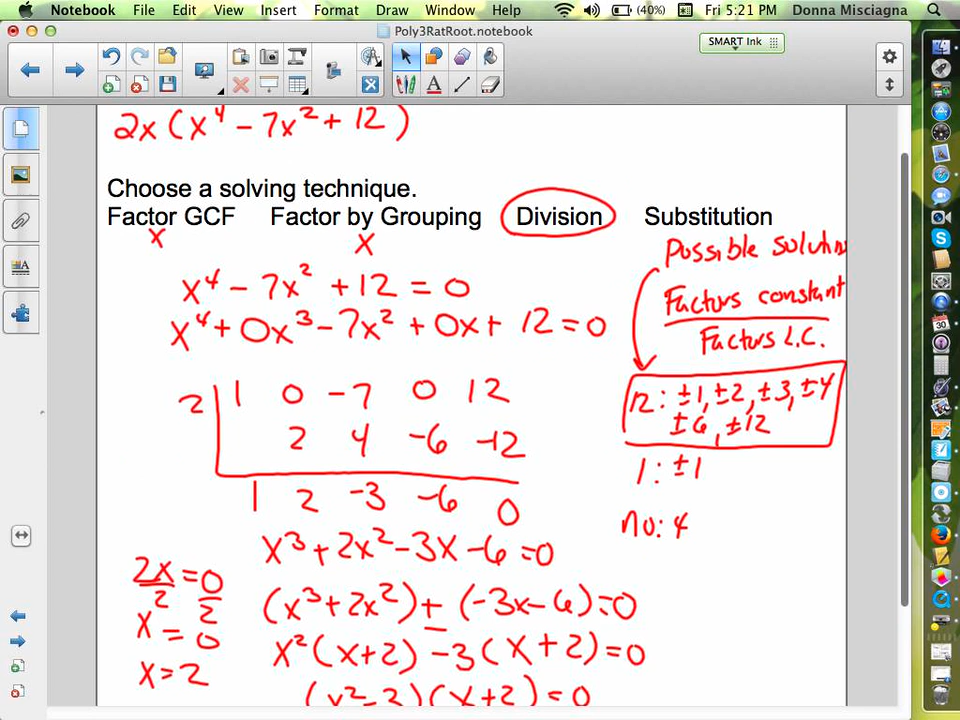 Notebook File Edit View Insert Format Draw Window Help (40%) Fri 5:21 PM Donna Misciagna
Poly3RatRoot.notebook
SMART Ink
2x(x⁴ - 7x² + 12)
Choose a solving technique.
Factor GCF Factor by Grouping Division Substitution
x x
Possible solution
Factors constant
Factors L.C.
x⁴ - 7x² + 12 = 0
x⁴ + 0x³ - 7x² + 0x + 12 = 0
12: ±1, ±2, ±3, ±4
±6, ±12
1: ±1
no: 4
2 | 1 0 -7 0 12
2 4 -6 -12
1 2 -3 -6 0
x³ + 2x² - 3x - 6 = 0
2x = 0
2 2
x = 0
x = 2
(x³ + 2x²) + (-3x - 6) = 0
x²(x+2) - 3(x+2) = 0
(x² - 3)(x+2) = 0